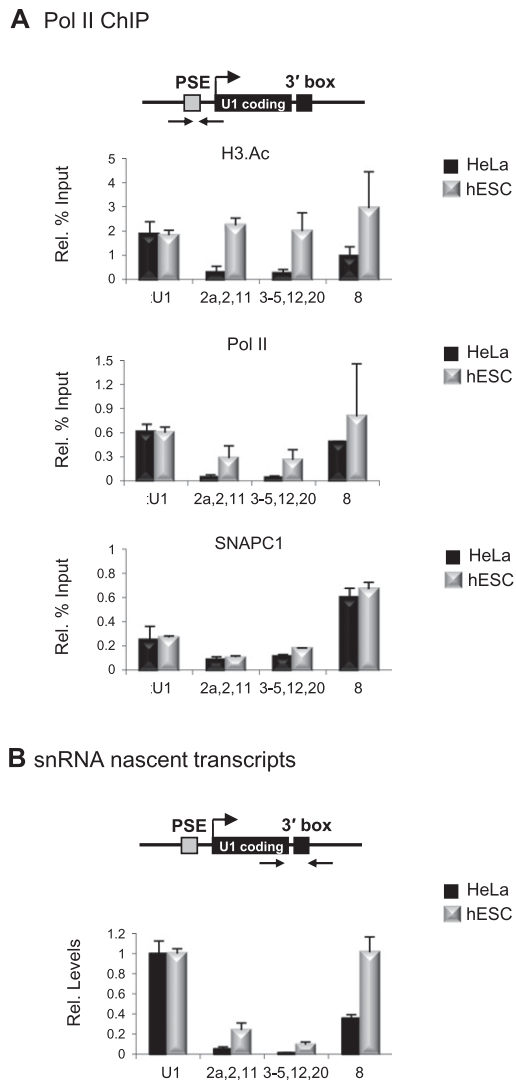 A Pol II ChIP
PSE
3′ box
U1 coding
H3.Ac
HeLa
hESC
Rel. % Input
5
4
3
2
1
0
:U1 2a,2,11 3-5,12,20 8
Pol II
HeLa
hESC
Rel. % Input
1.5
1.2
0.9
0.6
0.3
0
:U1 2a,2,11 3-5,12,20 8
SNAPC1
HeLa
hESC
Rel. % Input
1
0.8
0.6
0.4
0.2
0
:U1 2a,2,11 3-5,12,20 8
B snRNA nascent transcripts
PSE
3′ box
U1 coding
HeLa
hESC
Rel. Levels
1.2
1
0.8
0.6
0.4
0.2
0
U1 2a,2,11 3-5,12,20 8